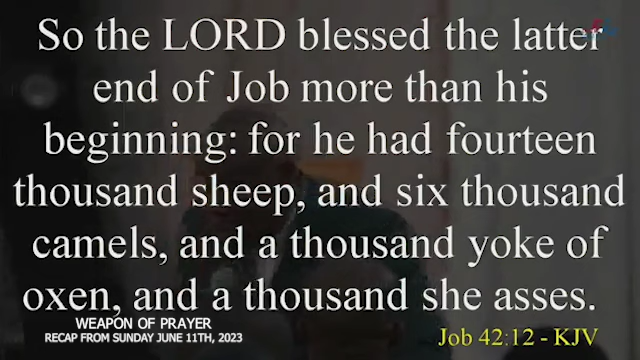 So the LORD blessed the latter
end of Job more than his
beginning: for he had fourteen
thousand sheep, and six thousand
camels, and a thousand yoke of
oxen, and a thousand she asses.
WEAPON OF PRAYER
RECAP FROM SUNDAY JUNE 11TH, 2023
Job 42:12 - KJV